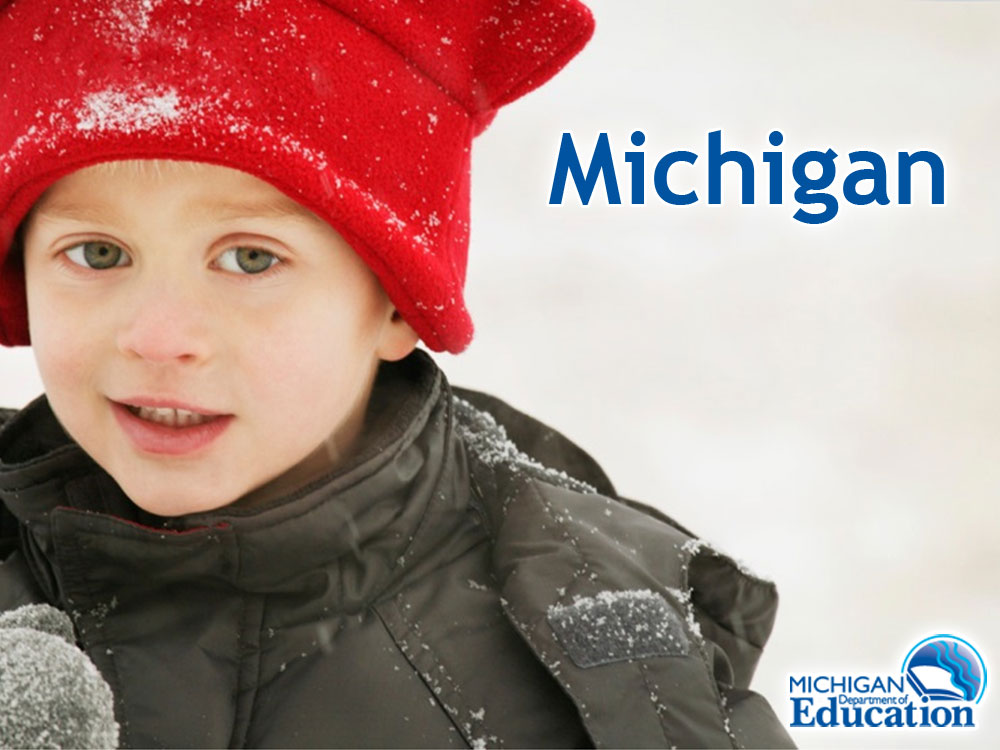 Michigan
MICHIGAN
Department of
Education